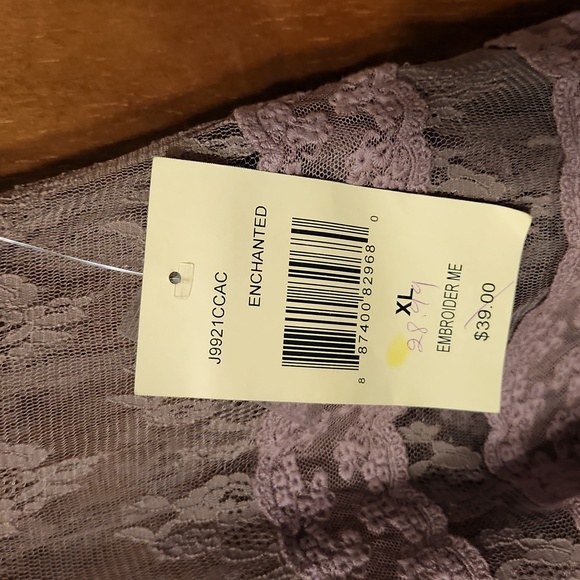 J9921CCAC
ENCHANTED
8 87400 82968 0
XL
28.99
EMBROIDER ME
$39.00